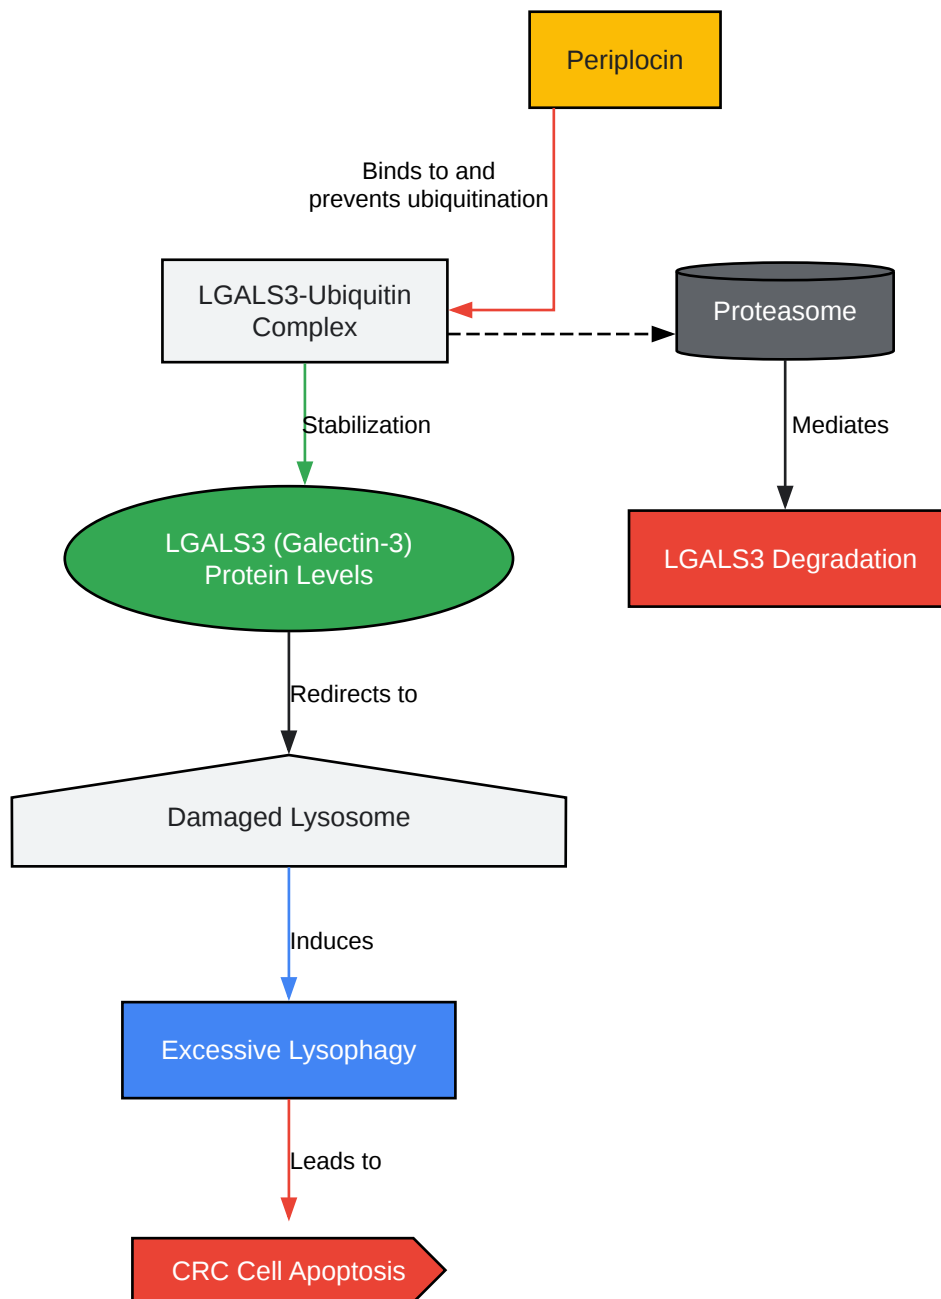 Periplocin
Binds to and
prevents ubiquitination
LGALS3-Ubiquitin
Complex
Proteasome
Stabilization
Mediates
LGALS3 (Galectin-3)
Protein Levels
LGALS3 Degradation
Redirects to
Damaged Lysosome
Induces
Excessive Lysophagy
Leads to
CRC Cell Apoptosis